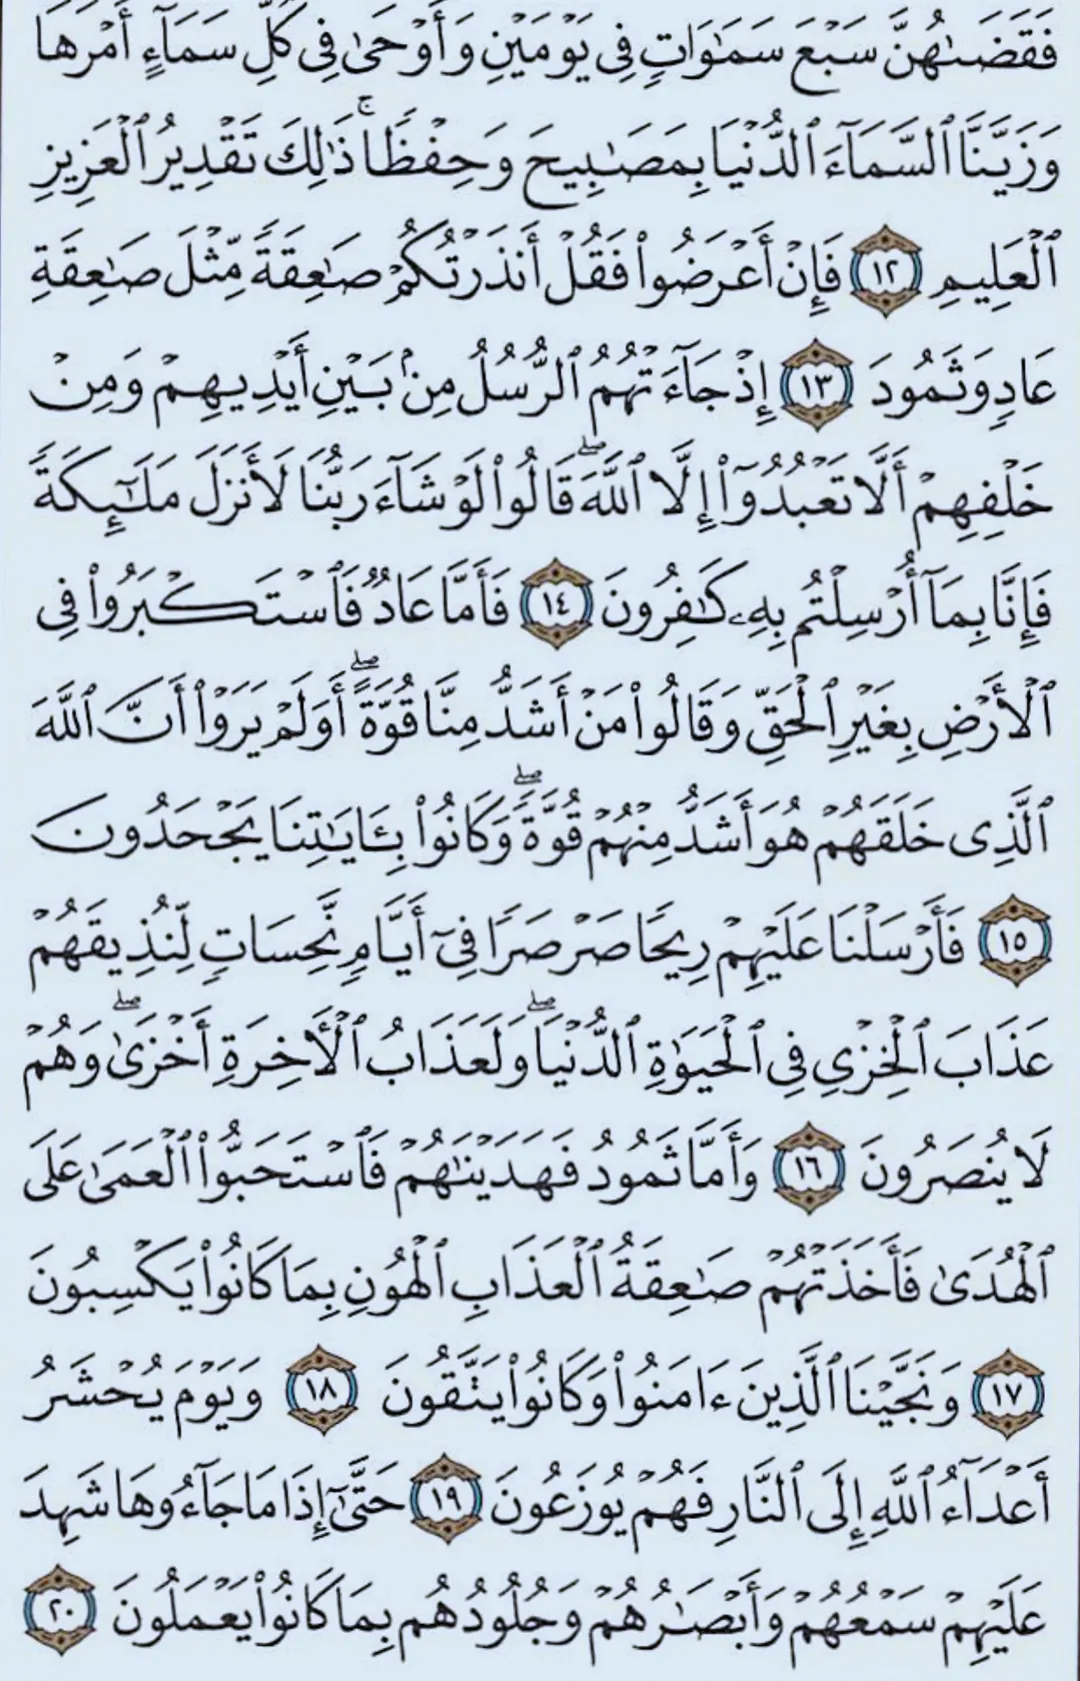 فَقَضَىٰهُنَّ سَبْعَ سَمَٰوَاتٍ فِى يَوْمَيْنِ وَأَوْحَىٰ فِى كُلِّ سَمَآءٍ أَمْرَهَا
وَزَيَّنَّا ٱلسَّمَآءَ ٱلدُّنْيَا بِمَصَٰبِيحَ وَحِفْظًا ۚ ذَٰلِكَ تَقْدِيرُ ٱلْعَزِيزِ
ٱلْعَلِيمِ ١٢ فَإِنْ أَعْرَضُوا۟ فَقُلْ أَنذَرْتُكُمْ صَٰعِقَةً مِّثْلَ صَٰعِقَةِ
عَادٍ وَثَمُودَ ١٣ إِذْ جَآءَتْهُمُ ٱلرُّسُلُ مِنۢ بَيْنِ أَيْدِيهِمْ وَمِنْ
خَلْفِهِمْ أَلَّا تَعْبُدُوٓا۟ إِلَّا ٱللَّهَ ۖ قَالُوا۟ لَوْ شَآءَ رَبُّنَا لَأَنزَلَ مَلَٰٓئِكَةً
فَإِنَّا بِمَآ أُرْسِلْتُم بِهِۦ كَٰفِرُونَ ١٤ فَأَمَّا عَادٌ فَٱسْتَكْبَرُوا۟ فِى
ٱلْأَرْضِ بِغَيْرِ ٱلْحَقِّ وَقَالُوا۟ مَنْ أَشَدُّ مِنَّا قُوَّةً ۖ أَوَلَمْ يَرَوْا۟ أَنَّ ٱللَّهَ
ٱلَّذِى خَلَقَهُمْ هُوَ أَشَدُّ مِنْهُمْ قُوَّةً ۖ وَكَانُوا۟ بِـَٔايَٰتِنَا يَجْحَدُونَ
١٥ فَأَرْسَلْنَا عَلَيْهِمْ رِيحًا صَرْصَرًا فِىٓ أَيَّامٍ نَّحِسَاتٍ لِّنُذِيقَهُمْ
عَذَابَ ٱلْخِزْىِ فِى ٱلْحَيَوٰةِ ٱلدُّنْيَا ۖ وَلَعَذَابُ ٱلْـَٔاخِرَةِ أَخْزَىٰ ۖ وَهُمْ
لَا يُنصَرُونَ ١٦ وَأَمَّا ثَمُودُ فَهَدَيْنَٰهُمْ فَٱسْتَحَبُّوا۟ ٱلْعَمَىٰ عَلَى
ٱلْهُدَىٰ فَأَخَذَتْهُمْ صَٰعِقَةُ ٱلْعَذَابِ ٱلْهُونِ بِمَا كَانُوا۟ يَكْسِبُونَ
١٧ وَنَجَّيْنَا ٱلَّذِينَ ءَامَنُوا۟ وَكَانُوا۟ يَتَّقُونَ ١٨ وَيَوْمَ يُحْشَرُ
أَعْدَآءُ ٱللَّهِ إِلَى ٱلنَّارِ فَهُمْ يُوزَعُونَ ١٩ حَتَّىٰٓ إِذَا مَا جَآءُوهَا شَهِدَ
عَلَيْهِمْ سَمْعُهُمْ وَأَبْصَٰرُهُمْ وَجُلُودُهُم بِمَا كَانُوا۟ يَعْمَلُونَ ٢٠